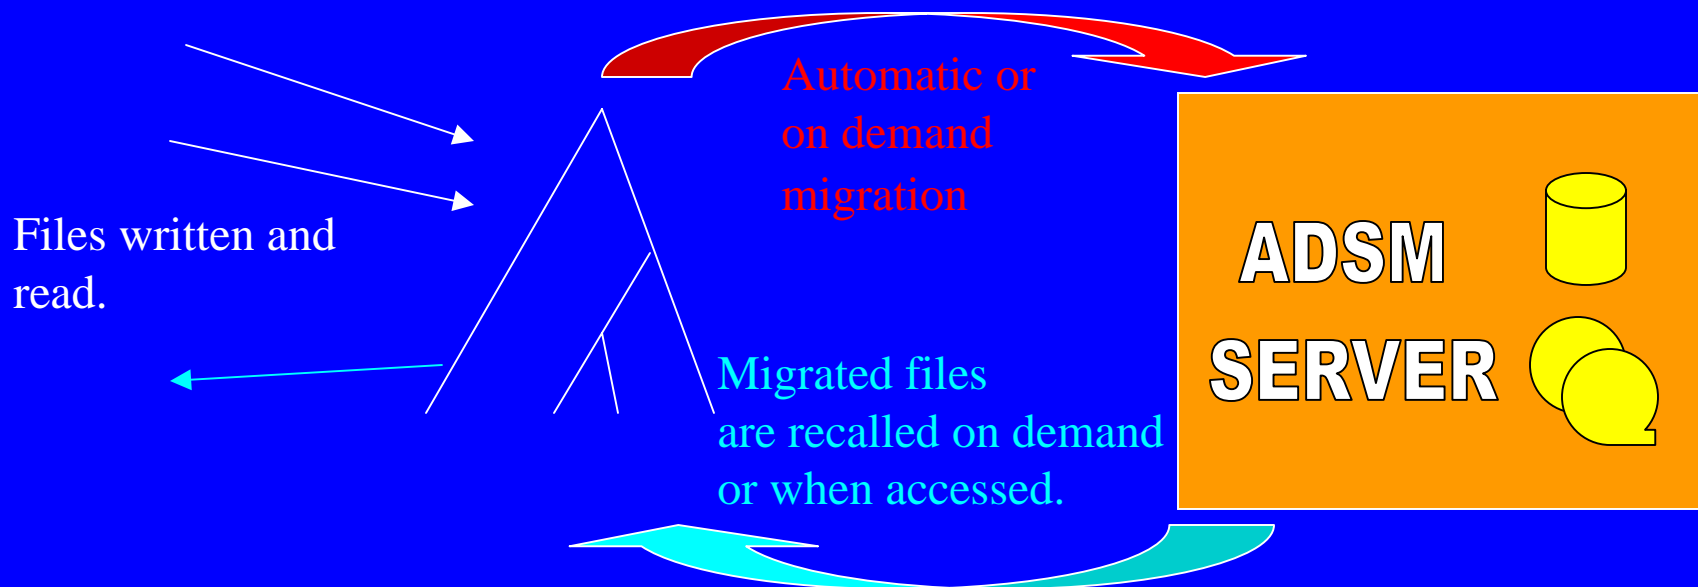 Automatic or
on demand
migration
Files written and
read.
ADSM
SERVER
Migrated files
are recalled on demand
or when accessed.